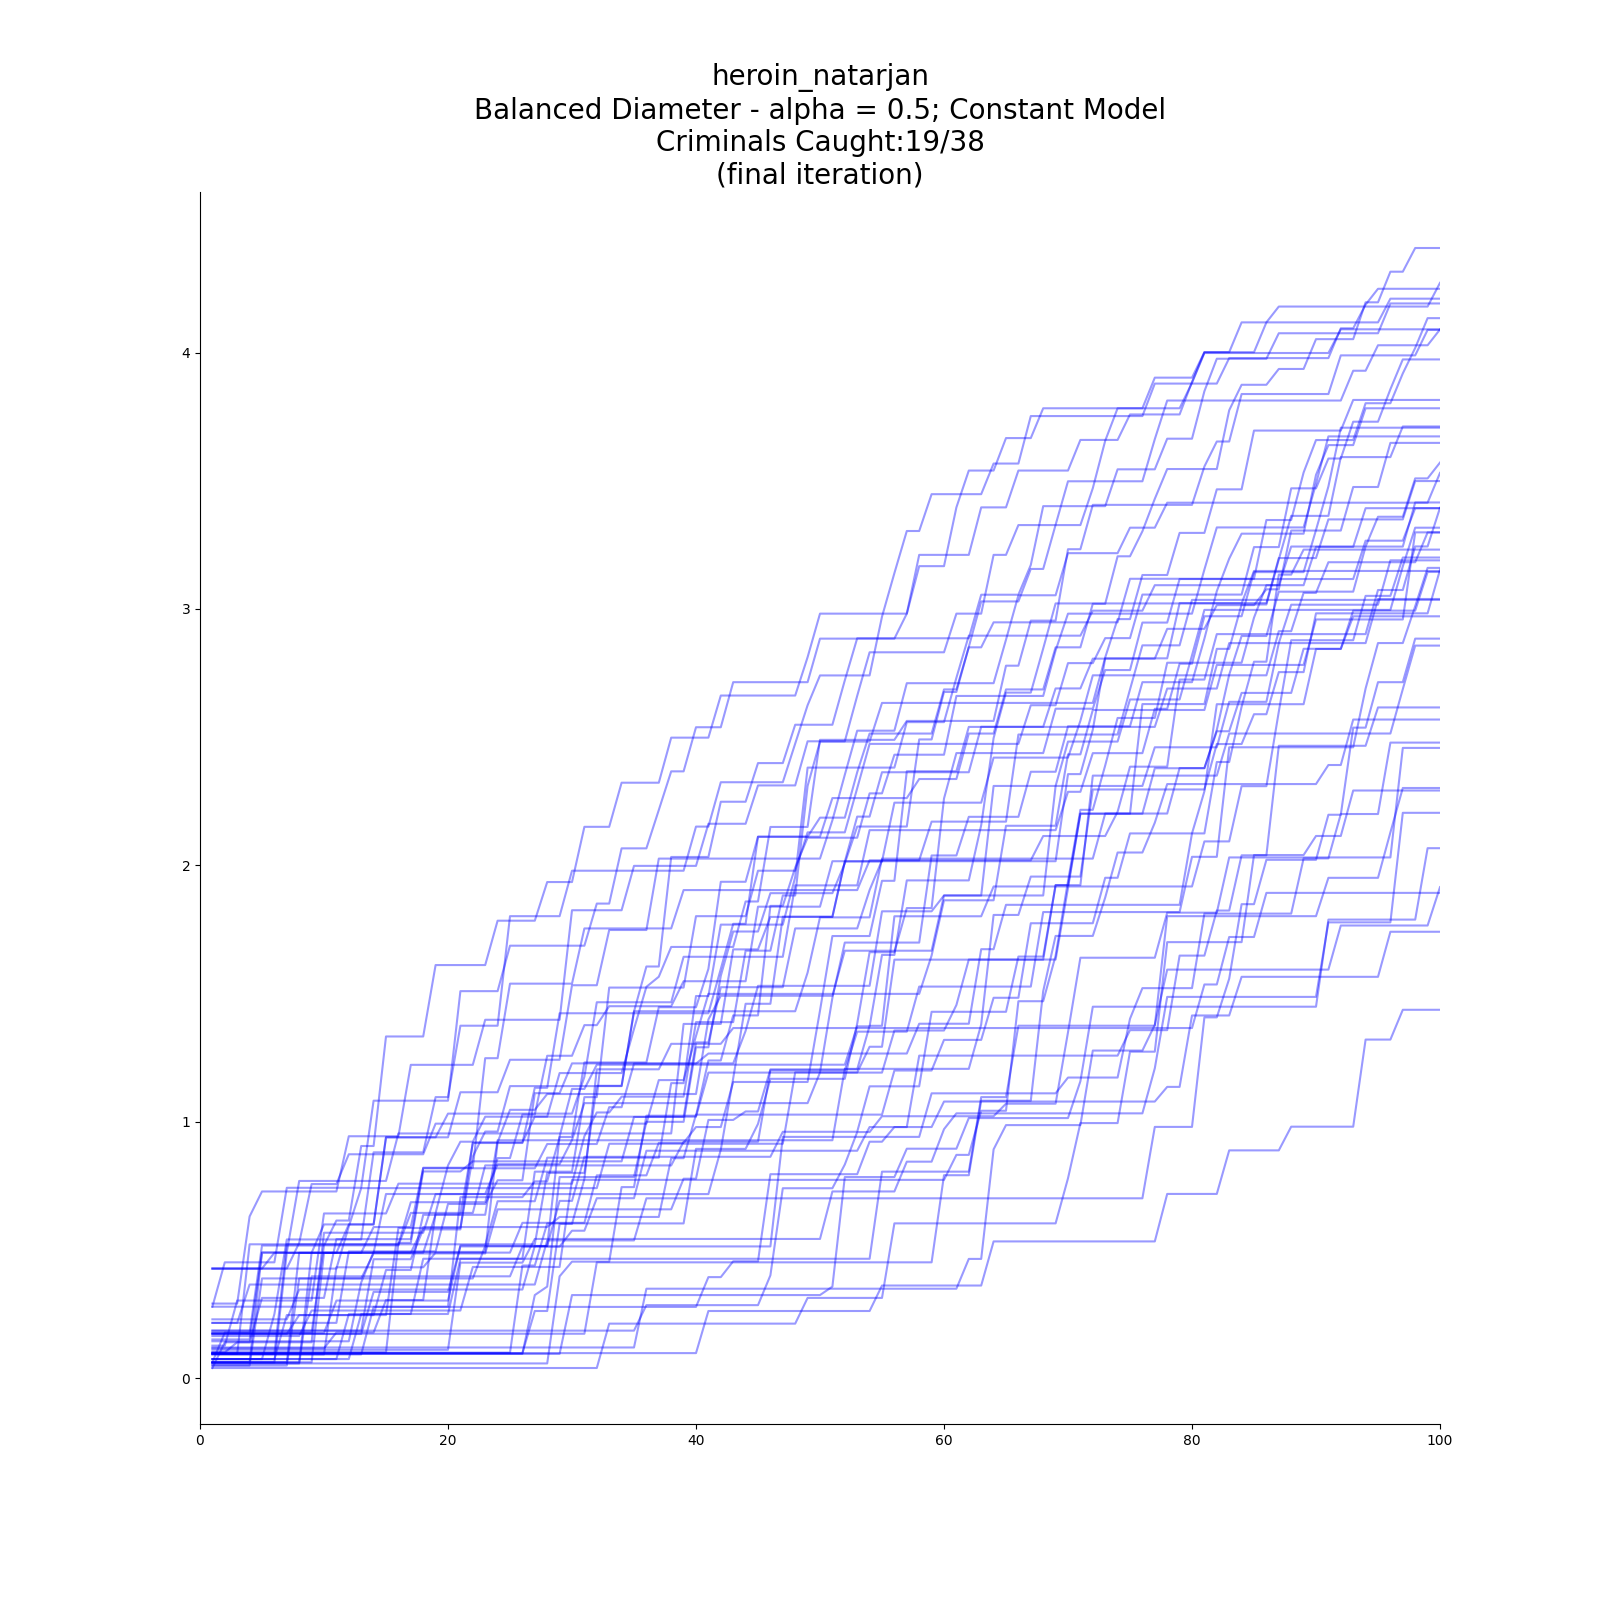 heroin_natarjan
Balanced Diameter - alpha = 0.5; Constant Model
Criminals Caught:19/38
(final iteration)
4
3
2
1
0
0 20 40 60 80 100